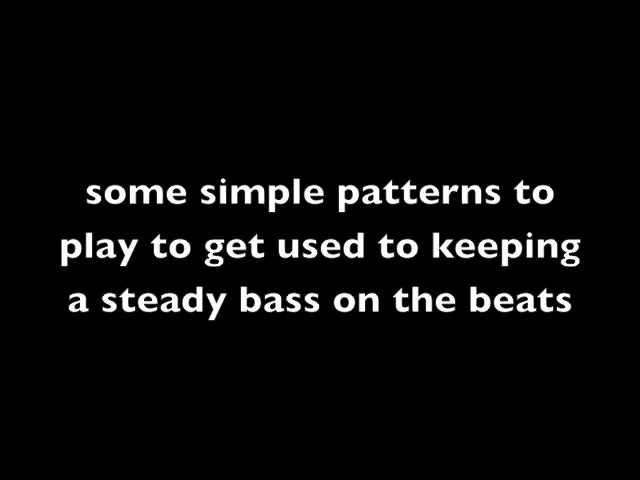 some simple patterns to
play to get used to keeping
a steady bass on the beats